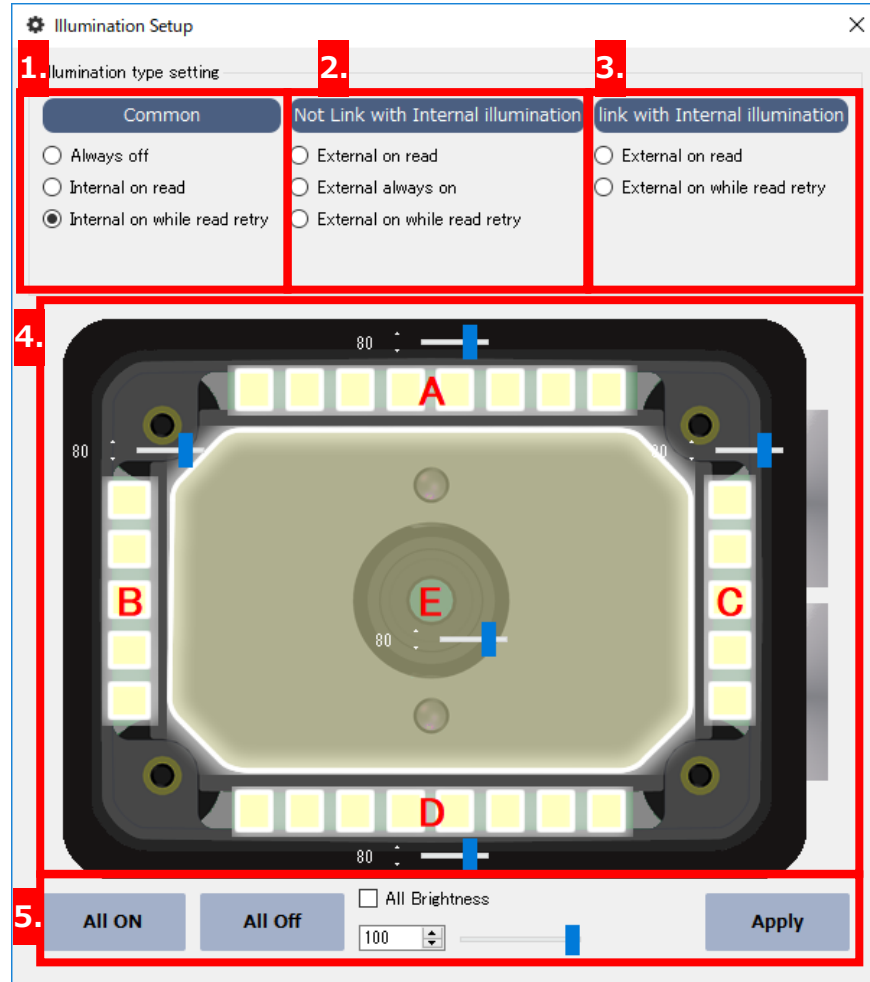 Illumination Setup
1.
2.
3.
lumination type setting
Common
Not Link with Internal illumination
link with Internal illumination
Always off
External on read
External on read
Internal on read
External always on
External on while read retry
Internal on while read retry
External on while read retry
4.
80
A
80
80
B
E
C
80
D
80
5.
All ON
All Off
All Brightness
100
Apply